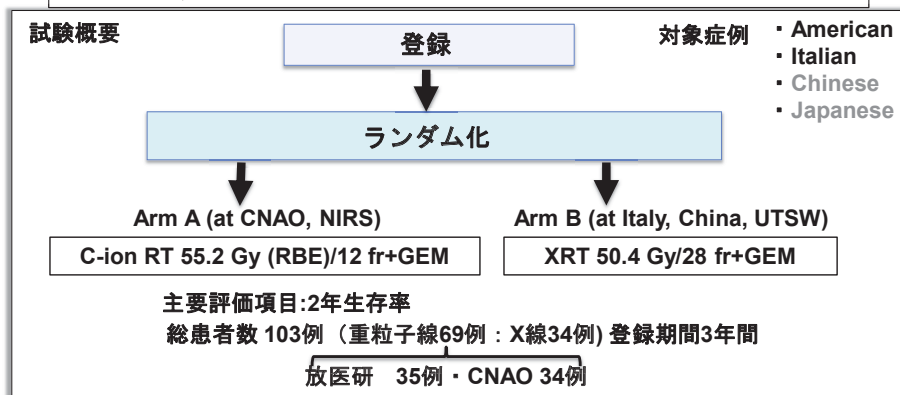 試験概要
登録
対象症例
・American
・Italian
・Chinese
・Japanese
ランダム化
Arm A (at CNAO, NIRS)
Arm B (at Italy, China, UTSW)
C-ion RT 55.2 Gy (RBE)/12 fr+GEM
XRT 50.4 Gy/28 fr+GEM
主要評価項目:2年生存率
総患者数 103例（重粒子線69例：X線34例) 登録期間3年間
放医研　35例・CNAO 34例